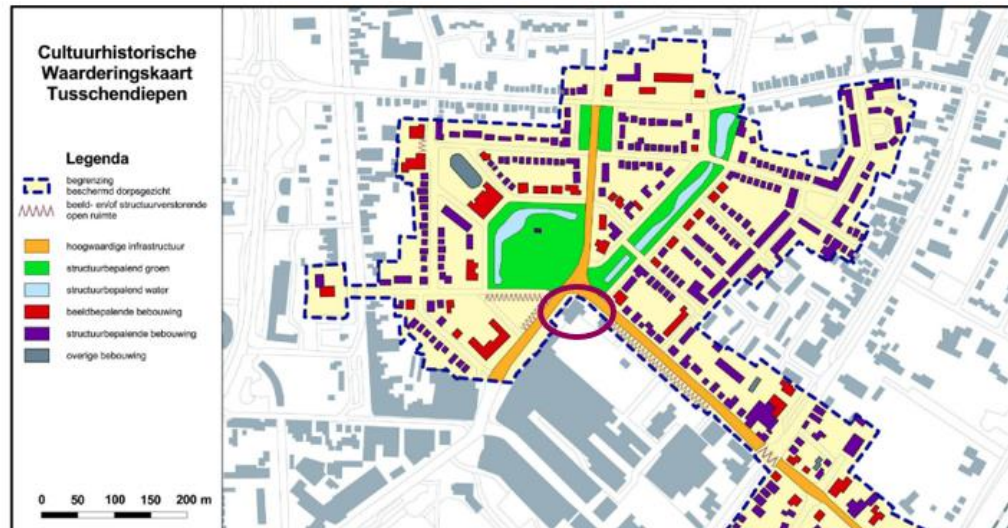 Cultuurhistorische
Waarderingskaart
Tusschendiepen
Legenda
begrenzing
beschermd dorpsgezicht
beeld- en/of structuurverstorende
open ruimte
hoogwaardige infrastructuur
structuurbepalend groen
structuurbepalend water
beeldbepalende bebouwing
structuurbepalende bebouwing
overige bebouwing
0 50 100 150 200 m